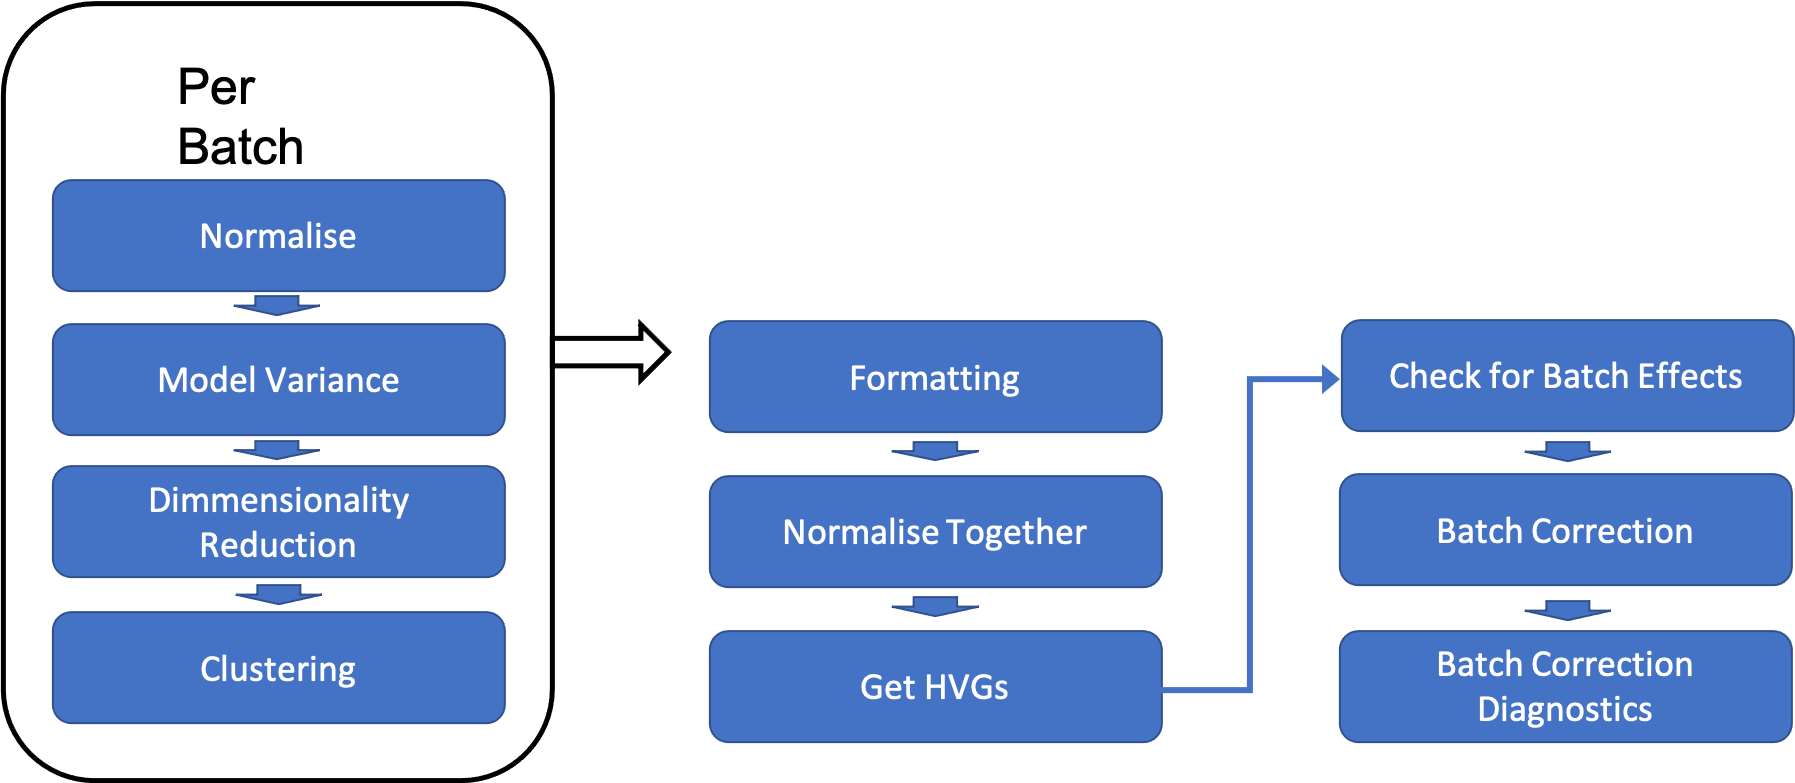 Per
Batch
Normalise
Model Variance
Dimmensionality
Reduction
Clustering
Formatting
Normalise Together
Get HVGs
Check for Batch Effects
Batch Correction
Batch Correction
Diagnostics